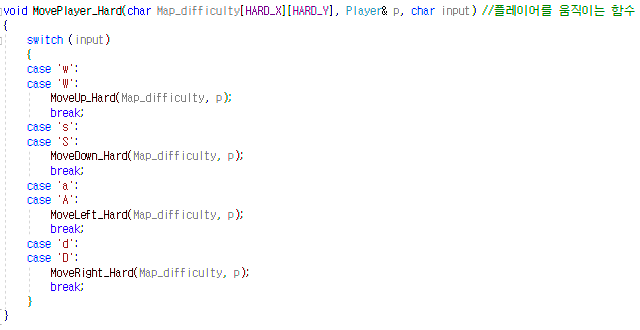 void MovePlayer_Hard(char Map_difficulty[HARD_X][HARD_Y], Player& p, char input) //플레이어를 움직이는 함수
{
switch (input)
{
case 'w':
case 'W':
MoveUp_Hard(Map_difficulty, p);
break;
case 's':
case 'S':
MoveDown_Hard(Map_difficulty, p);
break;
case 'a':
case 'A':
MoveLeft_Hard(Map_difficulty, p);
break;
case 'd':
case 'D':
MoveRight_Hard(Map_difficulty, p);
break;
}
}